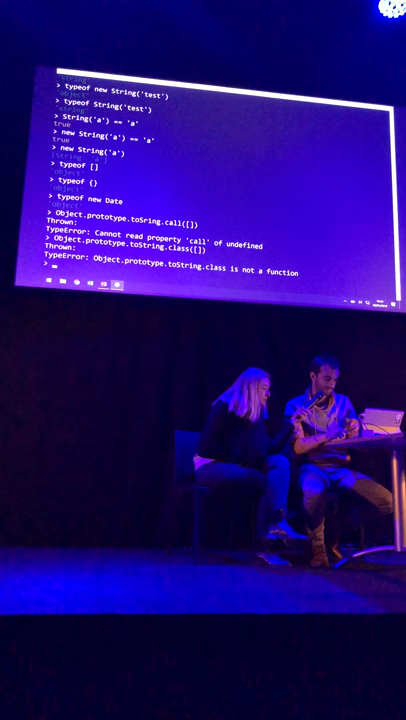 'string'
> typeof new String('test')
'object'
> typeof String('test')
'string'
> String('a') == 'a'
true
> new String('a') == 'a'
true
> new String('a')
[String: 'a']
> typeof []
'object'
> typeof {}
'object'
> typeof new Date
'object'
> Object.prototype.toSring.call([])
Thrown:
TypeError: Cannot read property 'call' of undefined
> Object.prototype.toString.class([])
Thrown:
TypeError: Object.prototype.toString.class is not a function
>